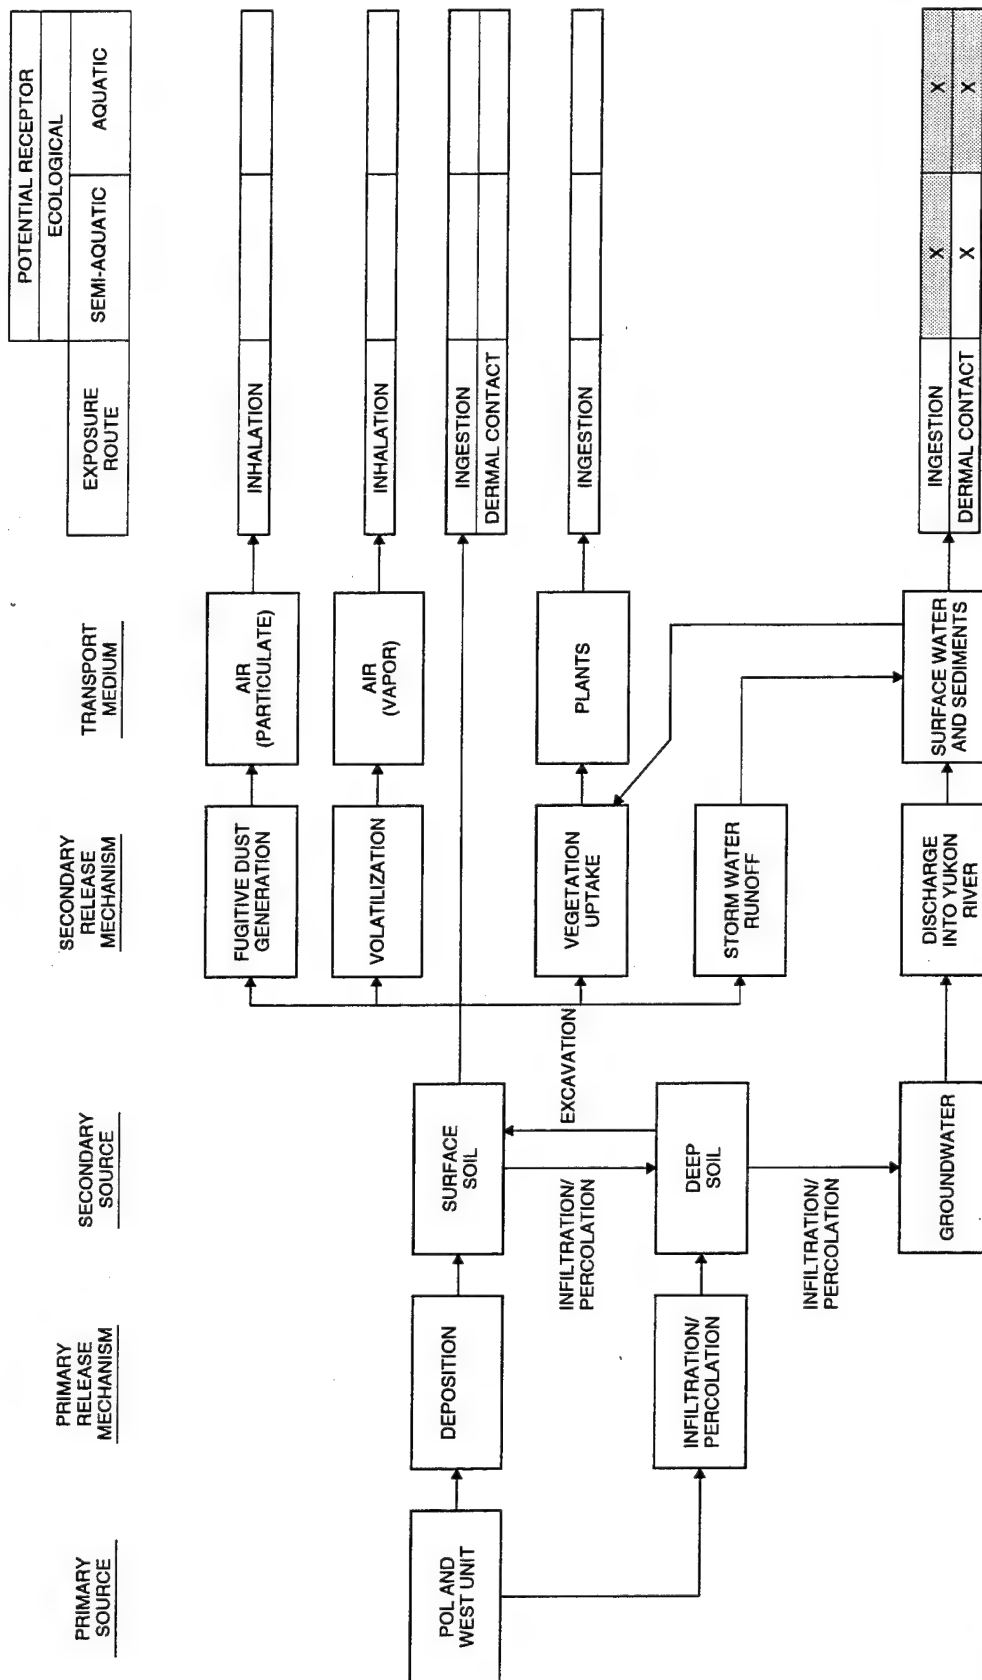 PRIMARY
SOURCE
PRIMARY
RELEASE
MECHANISM
SECONDARY
SOURCE
SECONDARY
RELEASE
MECHANISM
TRANSPORT
MEDIUM
EXPOSURE
ROUTE
POTENTIAL RECEPTOR
ECOLOGICAL
SEMI-AQUATIC
AQUATIC
FUGITIVE DUST
GENERATION
AIR
(PARTICULATE)
INHALATION
VOLATILIZATION
AIR
(VAPOR)
INHALATION
POL AND
WEST UNIT
DEPOSITION
SURFACE
SOIL
INGESTION
DERMAL CONTACT
INFILTRATION/
PERCOLATION
EXCAVATION
VEGETATION
UPTAKE
PLANTS
INGESTION
INFILTRATION/
PERCOLATION
DEEP
SOIL
STORM WATER
RUNOFF
INFILTRATION/
PERCOLATION
GROUNDWATER
DISCHARGE
INTO YUKON
RIVER
SURFACE WATER
AND SEDIMENTS
INGESTION X X
DERMAL CONTACT X X